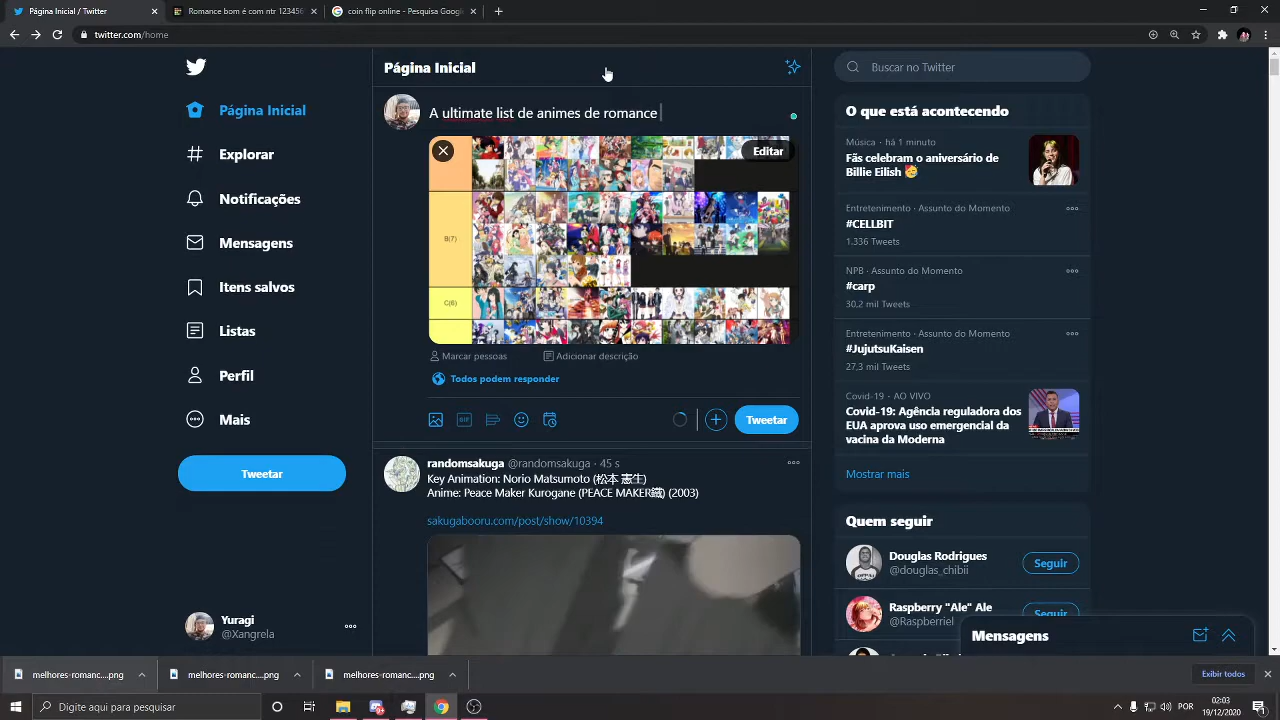 Página Inicial / Twitter
Romance bom é com ntr 123456
coin flip online - Pesquisa Googl
twitter.com/home
Página Inicial
Explorar
Notificações
Mensagens
Itens salvos
Listas
Perfil
Mais
Tweetar
Yuragi
@Xangrela
Página Inicial
A ultimate list de animes de romance
Editar
B(7)
C(6)
Marcar pessoas
Adicionar descrição
Todos podem responder
GIF
Tweetar
randomsakuga @randomsakuga · 45 s
Key Animation: Norio Matsumoto (松本 憲生)
Anime: Peace Maker Kurogane (PEACE MAKER鐵) (2003)
sakugabooru.com/post/show/10394
Buscar no Twitter
O que está acontecendo
Música · há 1 minuto
Fãs celebram o aniversário de
Billie Eilish
Entretenimento · Assunto do Momento
#CELLBIT
1.336 Tweets
NPB · Assunto do Momento
#carp
30,2 mil Tweets
Entretenimento · Assunto do Momento
#JujutsuKaisen
27,3 mil Tweets
Covid-19 · AO VIVO
Covid-19: Agência reguladora dos
EUA aprova uso emergencial da
vacina da Moderna
Mostrar mais
Quem seguir
Douglas Rodrigues
@douglas_chibii
Seguir
Raspberry "Ale" Ale
@Raspberriel
Seguir
Mensagens
melhores-romanc....png
melhores-romanc....png
melhores-romanc....png
Exibir todos
Digite aqui para pesquisar
POR
02:03
19/12/2020